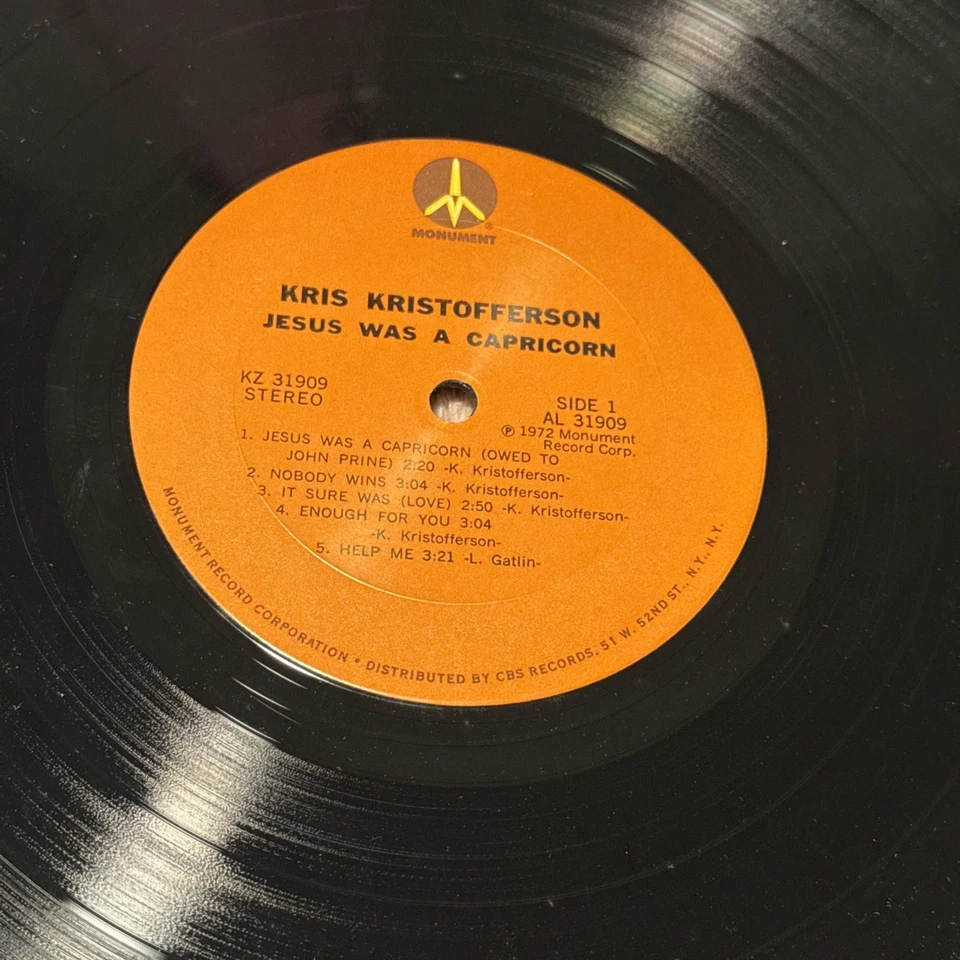 MONUMENT
®
KRIS KRISTOFFERSON
JESUS WAS A CAPRICORN
KZ 31909
STEREO
SIDE 1
AL 31909
℗ 1972 Monument
Record Corp.
1. JESUS WAS A CAPRICORN (OWED TO
JOHN PRINE) 2:20 -K. Kristofferson-
2. NOBODY WINS 3:04 -K. Kristofferson-
3. IT SURE WAS (LOVE) 2:50 -K. Kristofferson-
4. ENOUGH FOR YOU 3:04
-K. Kristofferson-
5. HELP ME 3:21 -L. Gatlin-
MONUMENT RECORD CORPORATION • DISTRIBUTED BY CBS RECORDS, 51 W. 52ND ST., N.Y., N.Y.